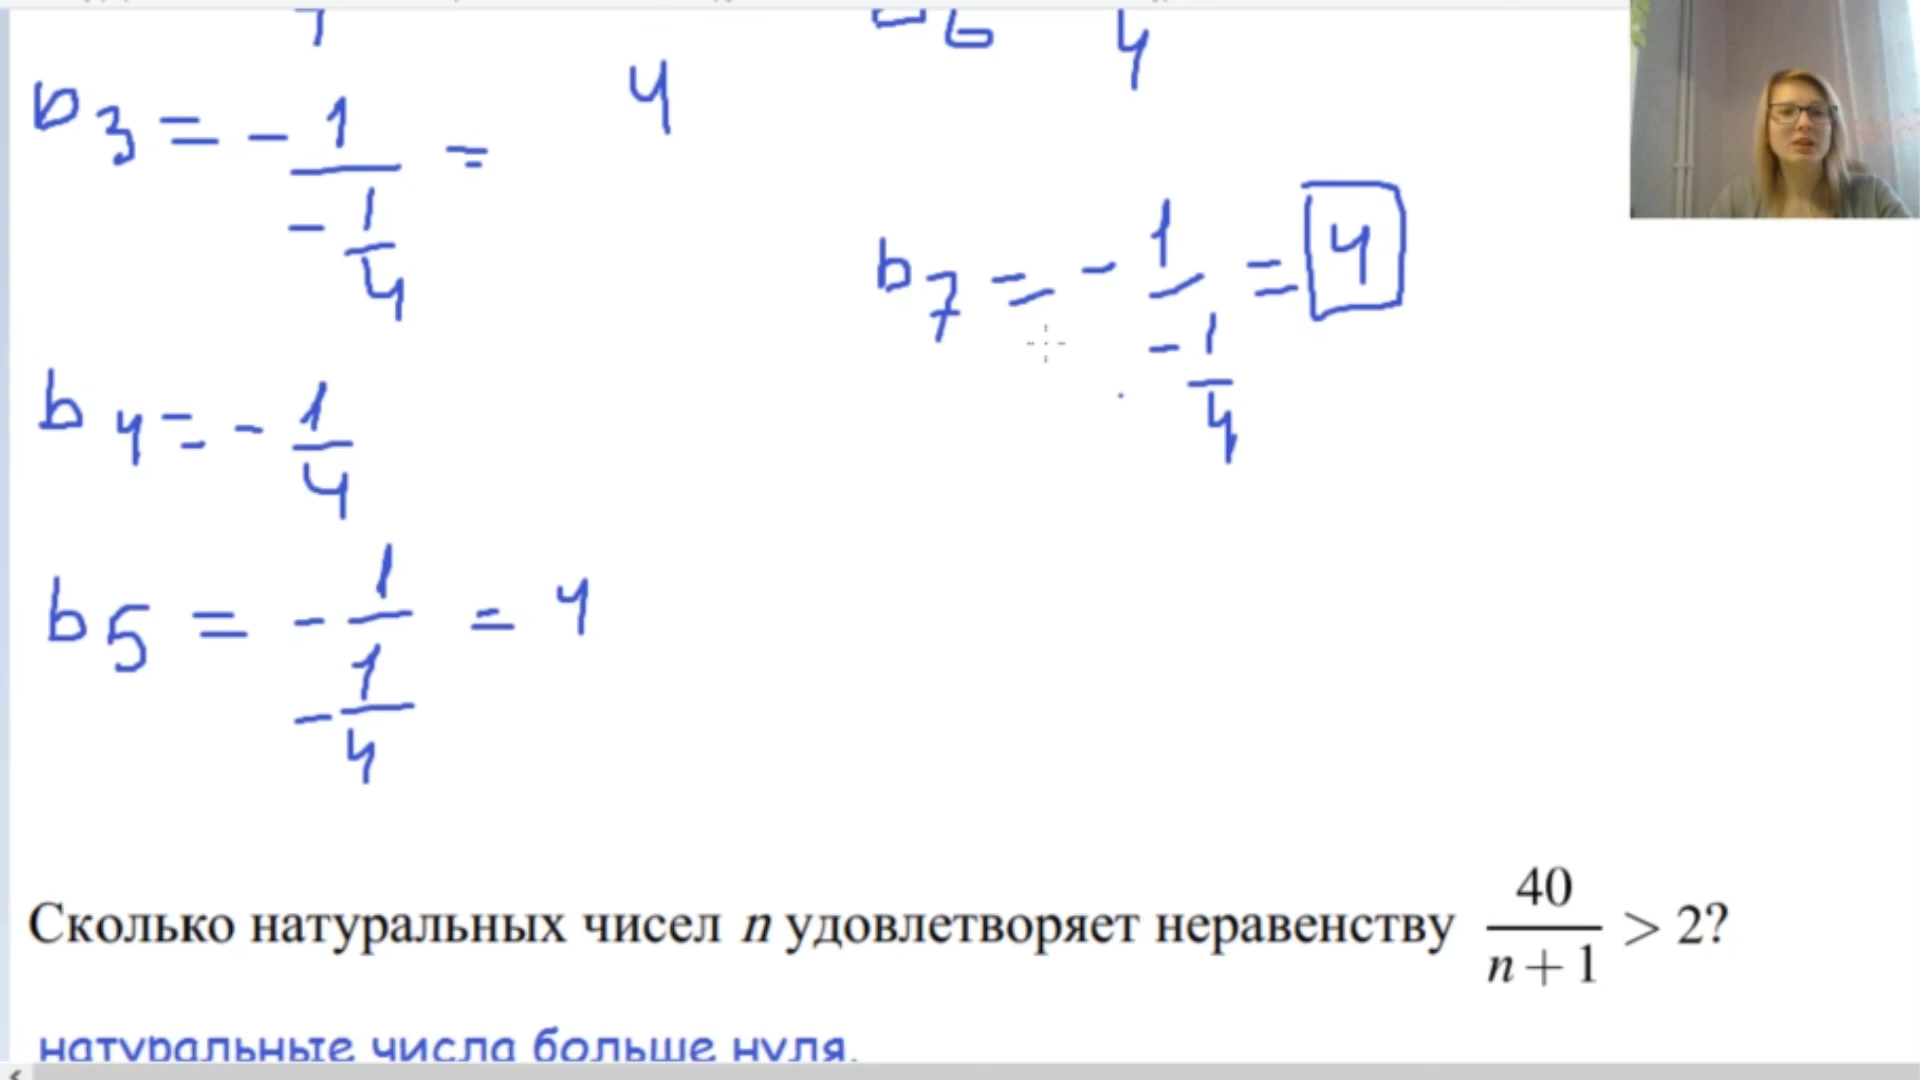 b3 = - 1/(-1/4) = 4
b4 = - 1/4
b5 = - 1/(-1/4) = 4
b7 = - 1/(-1/4) = 4
Сколько натуральных чисел n удовлетворяет неравенству 40/(n+1) > 2?
натуральные числа больше нуля.